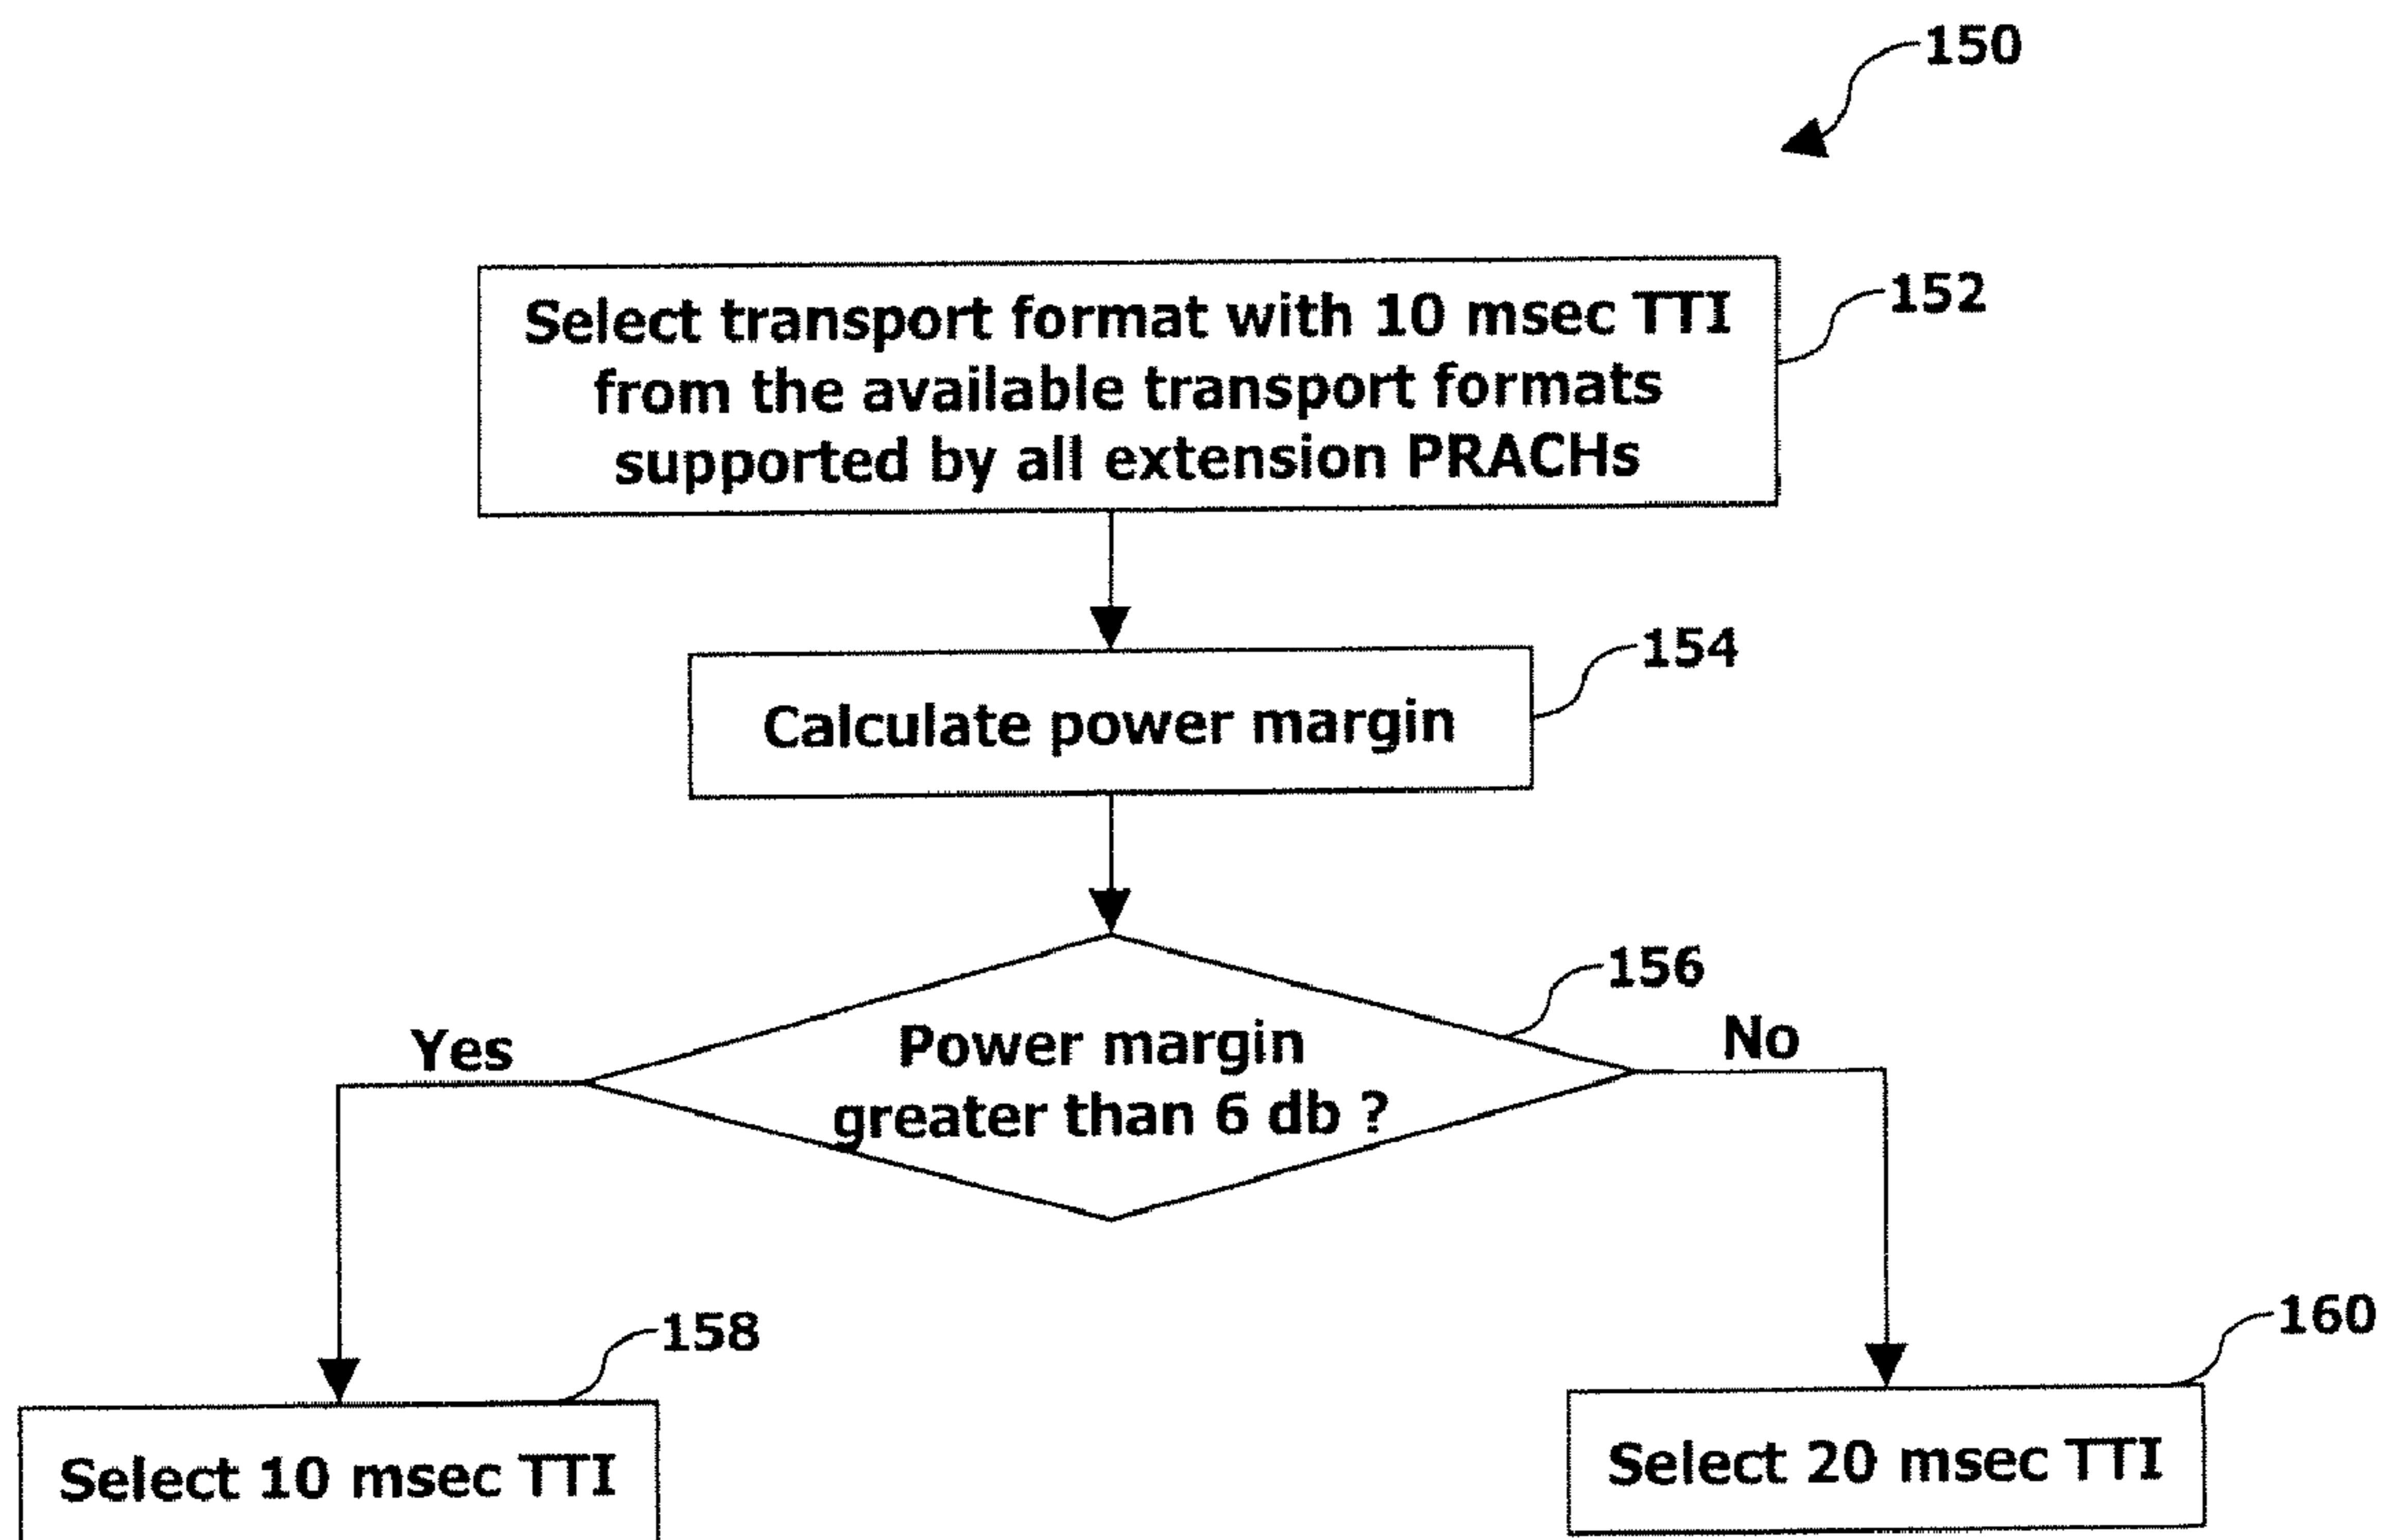 150
Select transport format with 10 msec TTI
from the available transport formats
supported by all extension PRACHs
152
Calculate power margin
154
Power margin
greater than 6 db ?
156
Yes
No
Select 10 msec TTI
158
Select 20 msec TTI
160